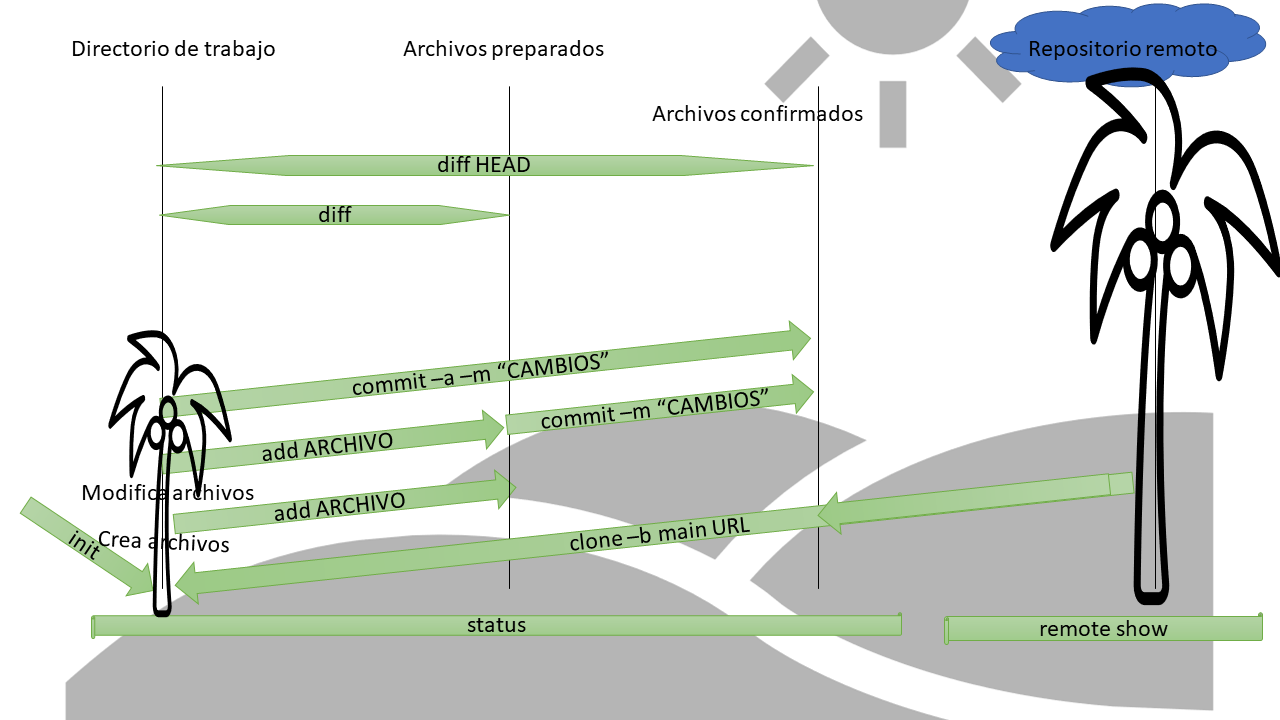 Directorio de trabajo
Archivos preparados
Repositorio remoto
Archivos confirmados
diff HEAD
diff
commit –a –m “CAMBIOS”
commit –m “CAMBIOS”
add ARCHIVO
Modifica archivos
add ARCHIVO
init
Crea archivos
clone –b main URL
status
remote show